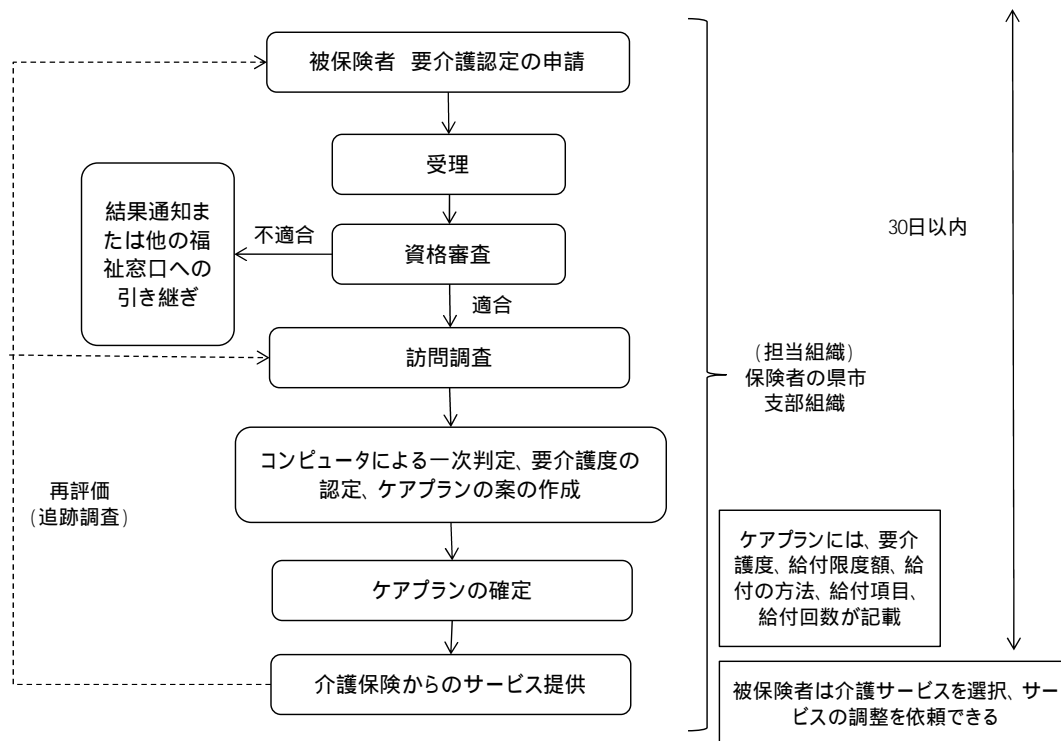 被保険者　要介護認定の申請
受理
結果通知ま
たは他の福
祉窓口への
引き継ぎ
不適合
資格審査
30日以内
適合
訪問調査
(担当組織)
保険者の県市
支部組織
コンピュータによる一次判定、要介護度の
認定、ケアプランの案の作成
再評価
(追跡調査)
ケアプランには、要介
護度、給付限度額、給
付の方法、給付項目、
給付回数が記載
ケアプランの確定
介護保険からのサービス提供
被保険者は介護サービスを選択、サー
ビスの調整を依頼できる